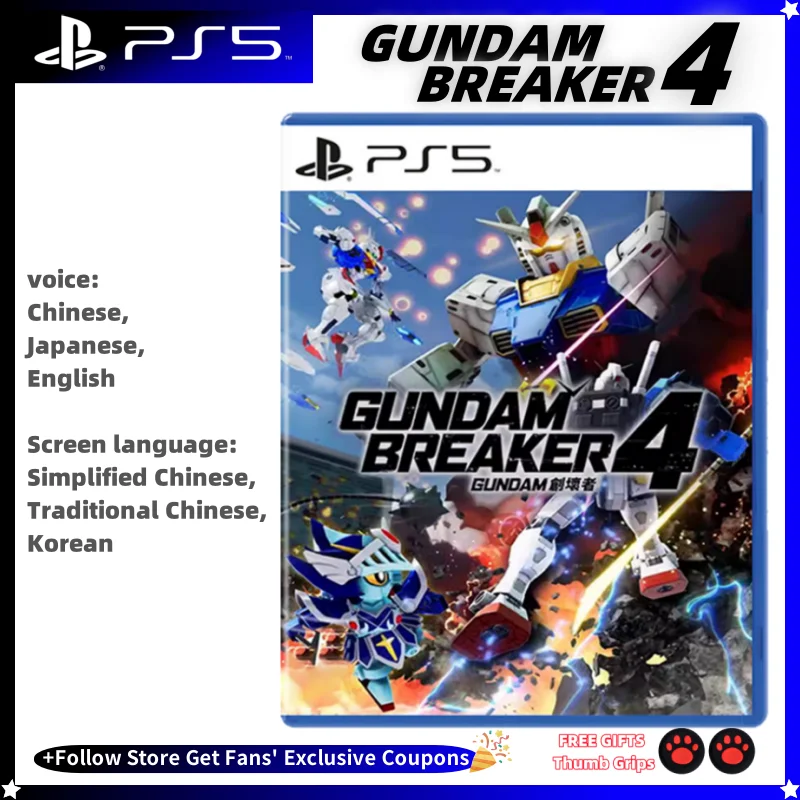 PS5
GUNDAM
BREAKER 4
PS5
voice:
Chinese,
Japanese,
English
Screen language:
Simplified Chinese,
Traditional Chinese,
Korean
GUNDAM
BREAKER 4
GUNDAM 創壞者
+Follow Store Get Fans' Exclusive Coupons
FREE GIFTS
Thumb Grips